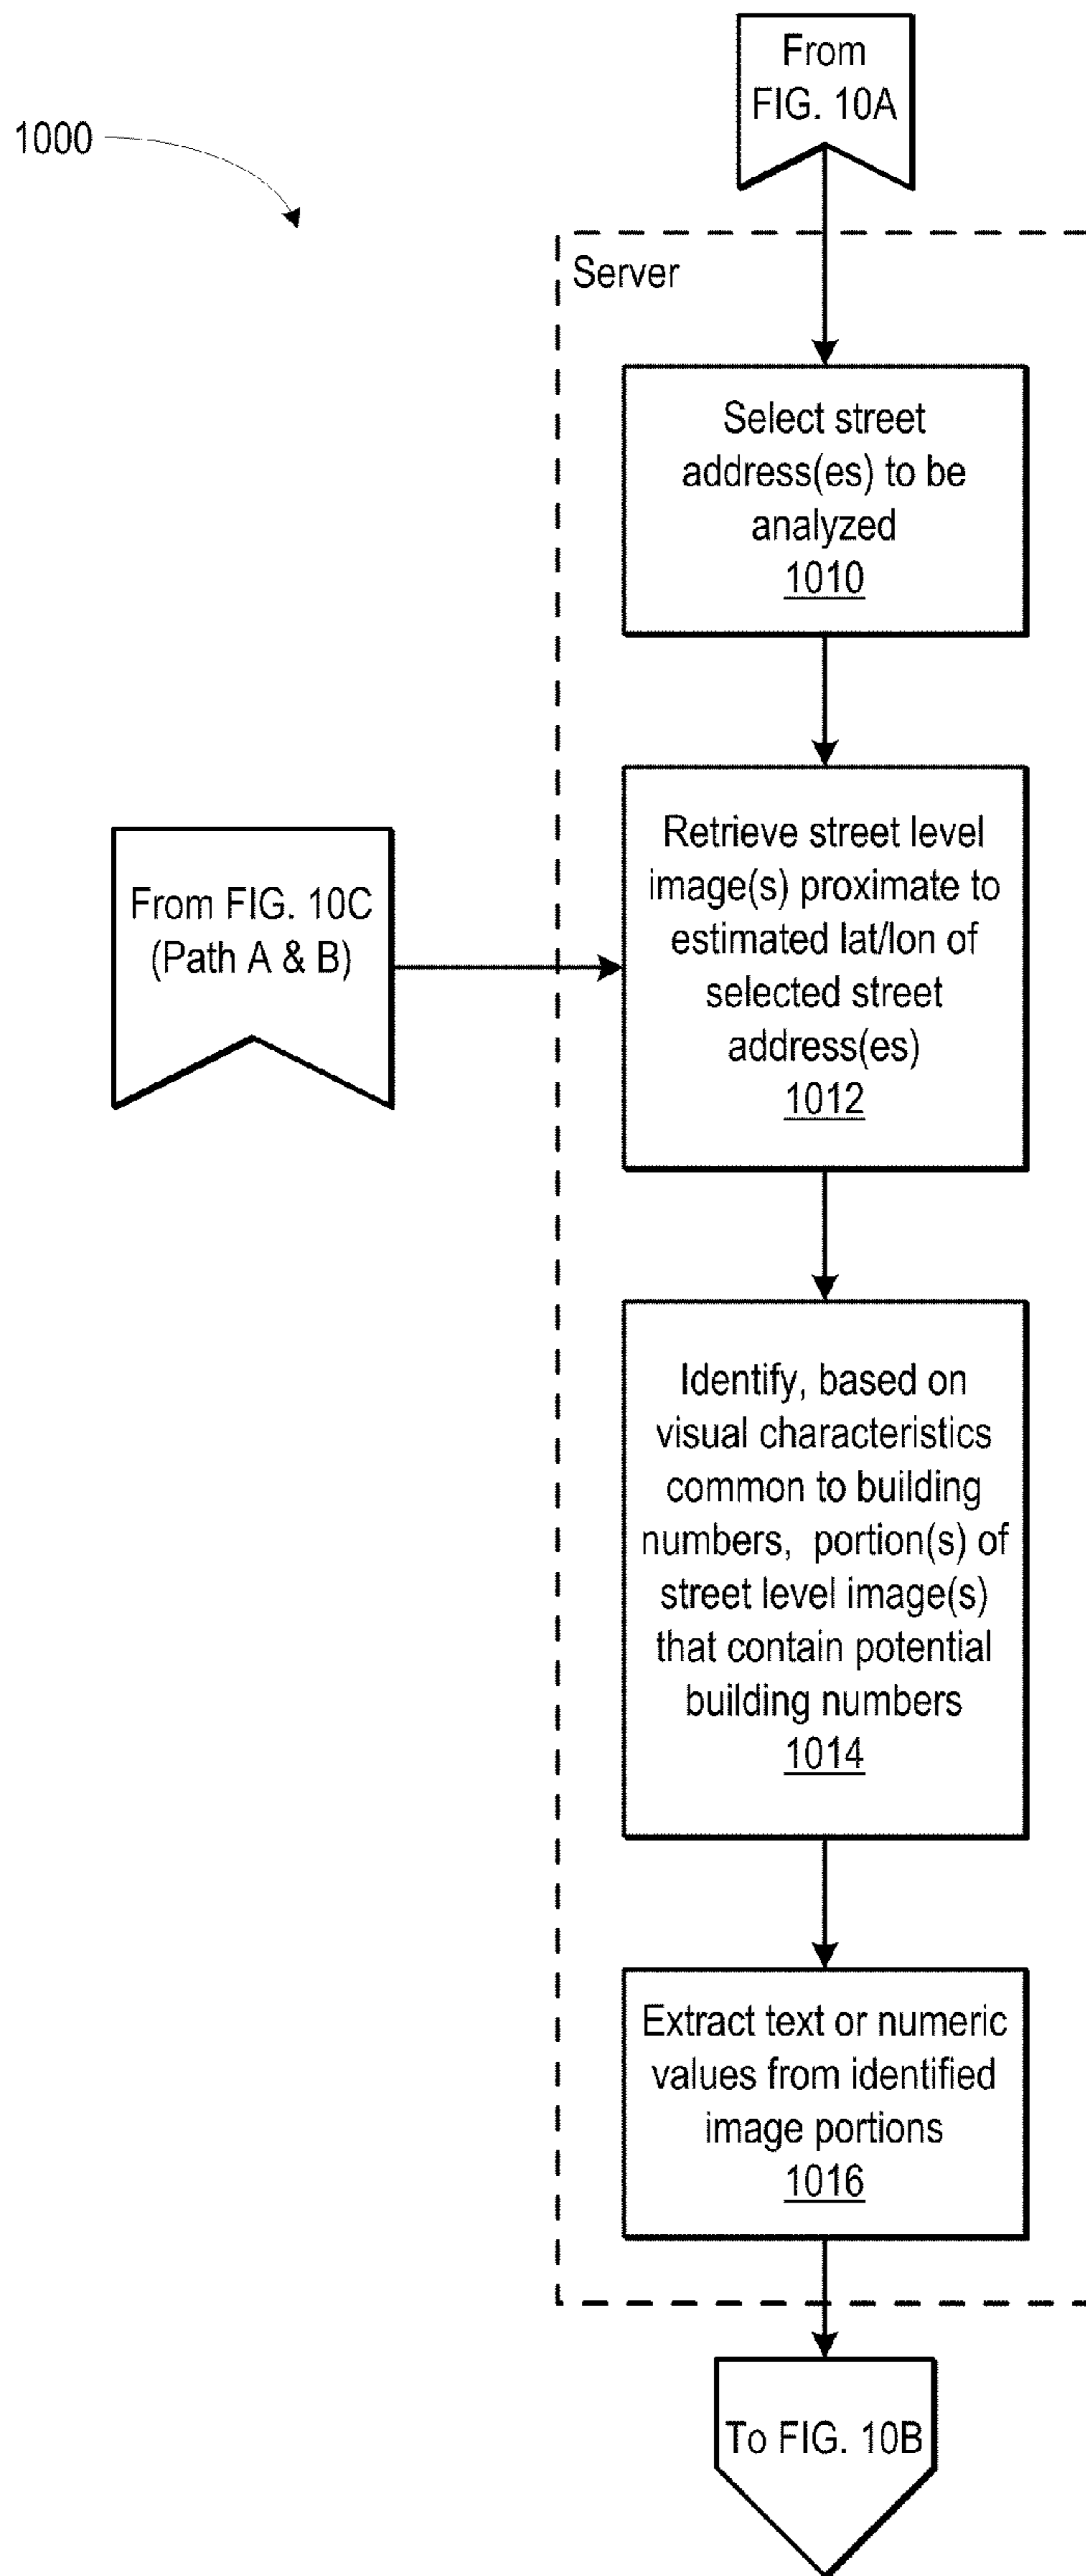 From
FIG. 10A
1000
Server
Select street
address(es) to be
analyzed
1010
Retrieve street level
image(s) proximate to
estimated lat/lon of
selected street
address(es)
1012
From FIG. 10C
(Path A & B)
Identify, based on
visual characteristics
common to building
numbers, portion(s) of
street level image(s)
that contain potential
building numbers
1014
Extract text or numeric
values from identified
image portions
1016
To FIG. 10B